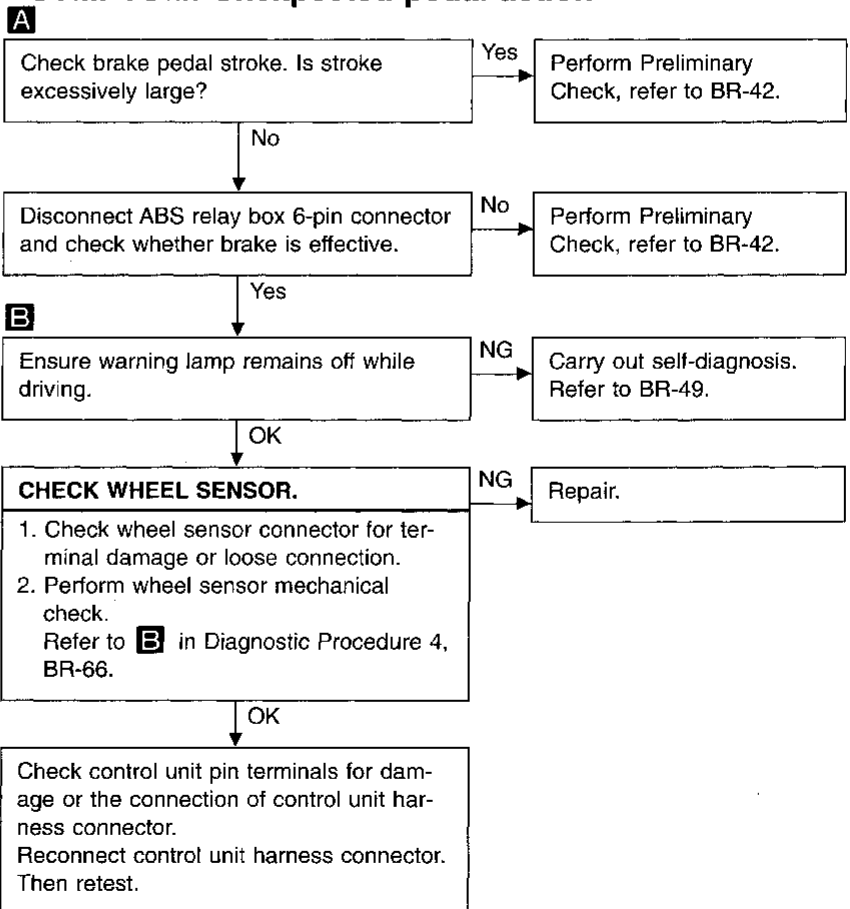 A
Check brake pedal stroke. Is stroke
excessively large?
Yes
Perform Preliminary
Check, refer to BR-42.
No
Disconnect ABS relay box 6-pin connector
and check whether brake is effective.
No
Perform Preliminary
Check, refer to BR-42.
Yes
B
Ensure warning lamp remains off while
driving.
NG
Carry out self-diagnosis.
Refer to BR-49.
OK
CHECK WHEEL SENSOR.
NG
Repair.
1. Check wheel sensor connector for ter-
minal damage or loose connection.
2. Perform wheel sensor mechanical
check.
Refer to B in Diagnostic Procedure 4,
BR-66.
OK
Check control unit pin terminals for dam-
age or the connection of control unit har-
ness connector.
Reconnect control unit harness connector.
Then retest.